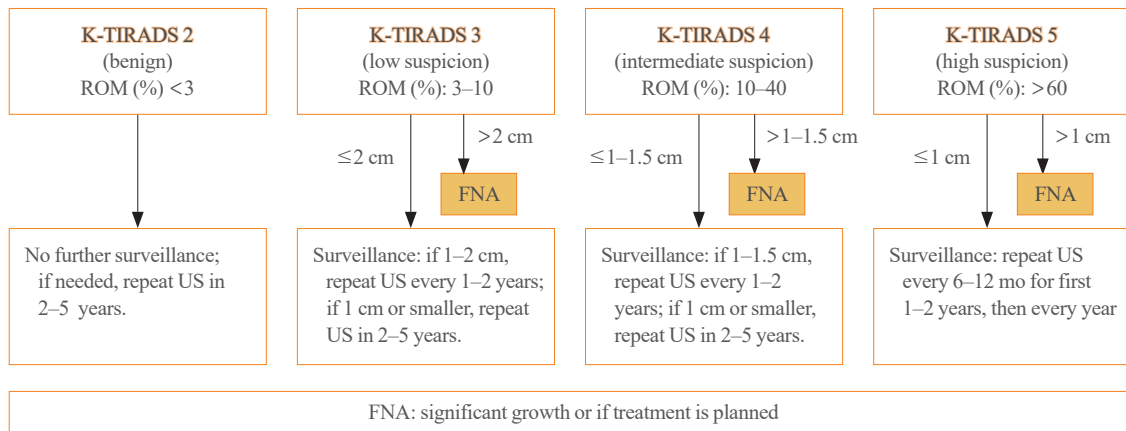 K-TIRADS 2
(benign)
ROM (%) <3
K-TIRADS 3
(low suspicion)
ROM (%): 3–10
K-TIRADS 4
(intermediate suspicion)
ROM (%): 10–40
K-TIRADS 5
(high suspicion)
ROM (%): >60
≤2 cm
>2 cm
FNA
≤1–1.5 cm
>1–1.5 cm
FNA
≤1 cm
>1 cm
FNA
No further surveillance;
if needed, repeat US in
2–5 years.
Surveillance: if 1–2 cm,
repeat US every 1–2 years;
if 1 cm or smaller, repeat
US in 2–5 years.
Surveillance: if 1–1.5 cm,
repeat US every 1–2
years; if 1 cm or smaller,
repeat US in 2–5 years.
Surveillance: repeat US
every 6–12 mo for first
1–2 years, then every year
FNA: significant growth or if treatment is planned